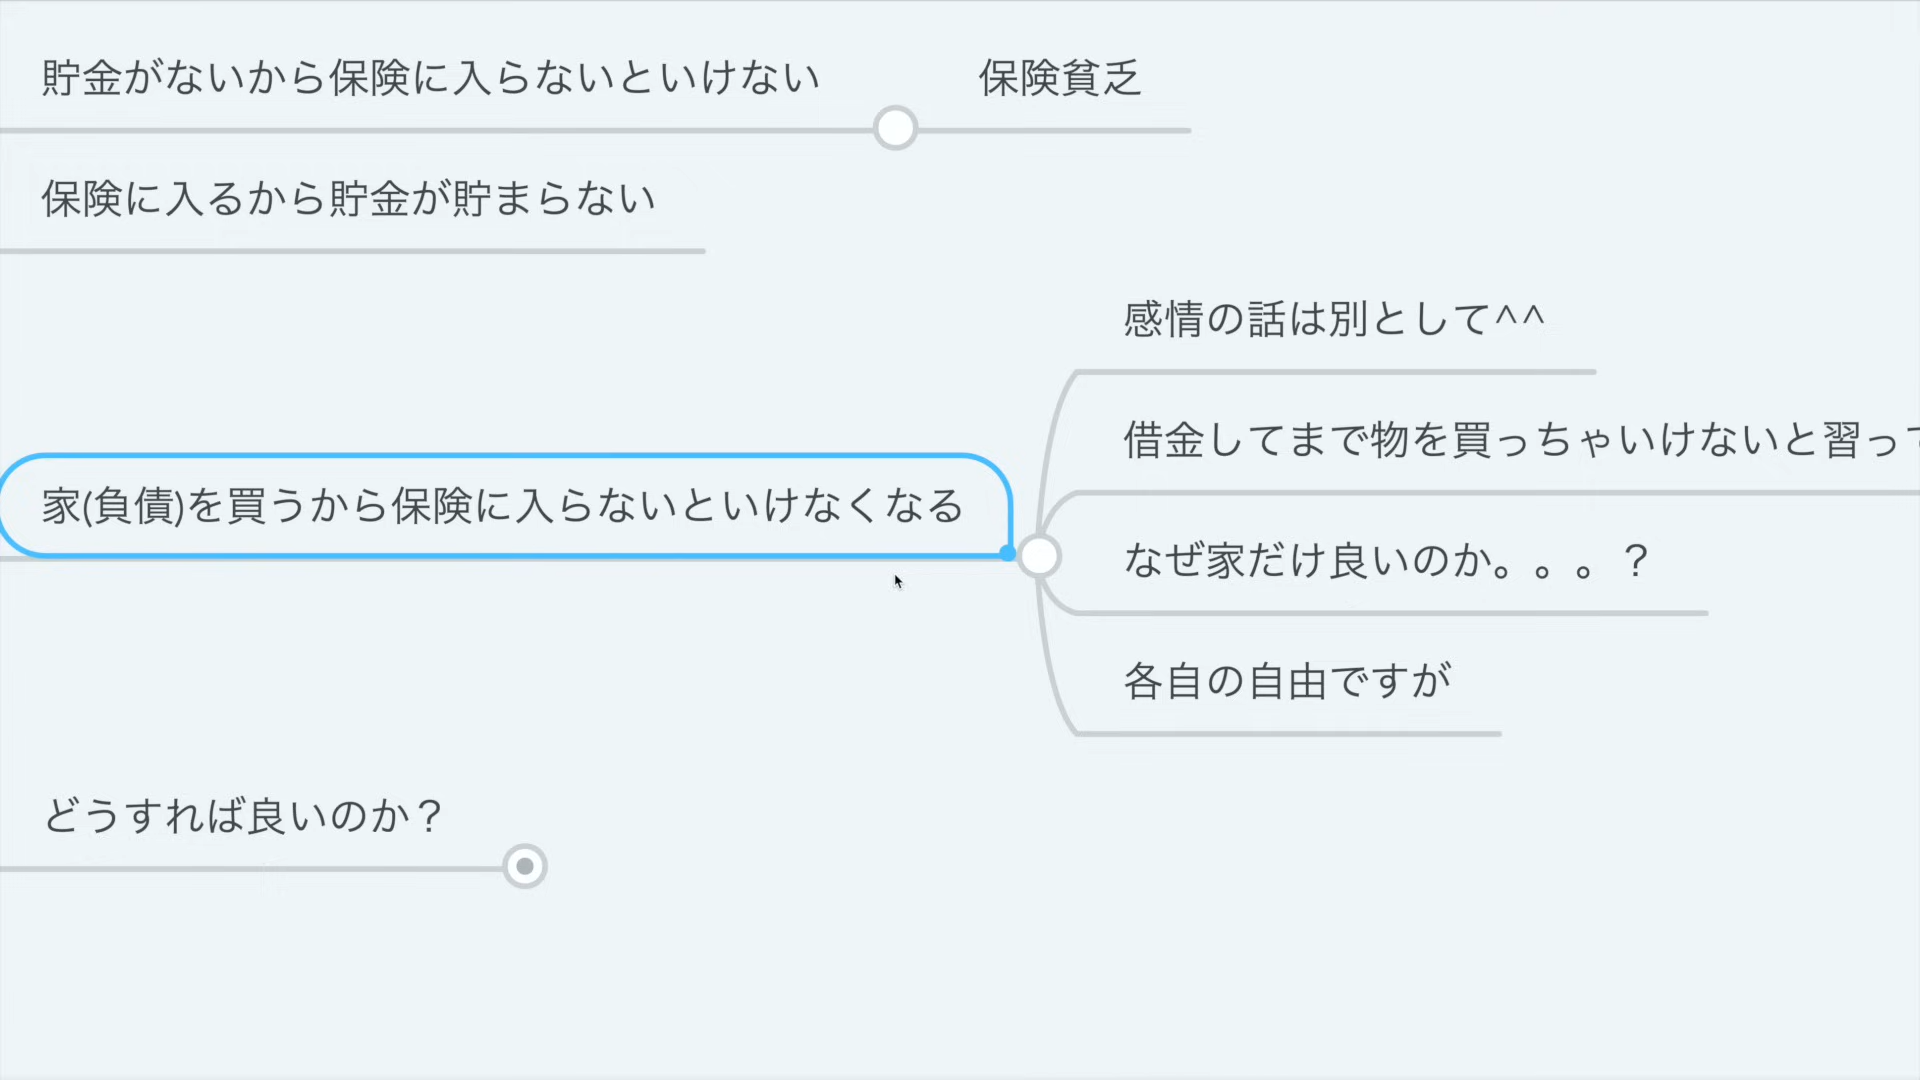 貯金がないから保険に入らないといけない
保険貧乏
保険に入るから貯金が貯まらない
家(負債)を買うから保険に入らないといけなくなる
感情の話は別として^^
借金してまで物を買っちゃいけないと習って
なぜ家だけ良いのか。。。？
各自の自由ですが
どうすれば良いのか？